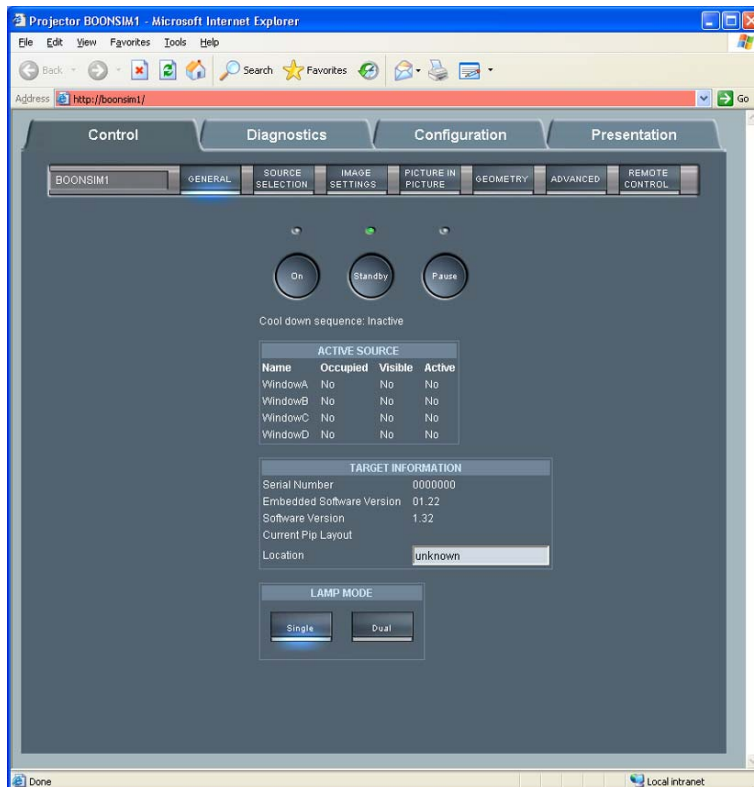 Projector BOONSIM1 - Microsoft Internet Explorer
File Edit View Favorites Tools Help
Back Search Favorites
Address http://boonsim1/ Go
Control Diagnostics Configuration Presentation
BOONSIM1 GENERAL SOURCE SELECTION IMAGE SETTINGS PICTURE IN PICTURE GEOMETRY ADVANCED REMOTE CONTROL
On Standby Pause
Cool down sequence: Inactive
ACTIVE SOURCE
Name Occupied Visible Active
WindowA No No No
WindowB No No No
WindowC No No No
WindowD No No No
TARGET INFORMATION
Serial Number 0000000
Embedded Software Version 01.22
Software Version 1.32
Current Pip Layout
Location unknown
LAMP MODE
Single Dual
Done Local intranet